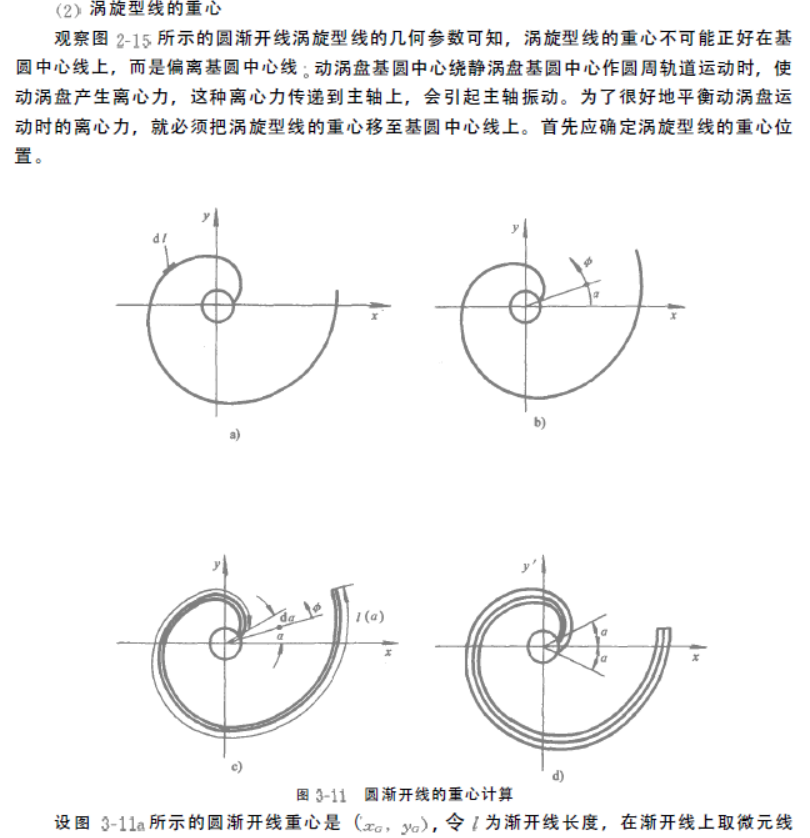 (2) 涡旋型线的重心
观察图 2-15 所示的圆渐开线涡旋型线的几何参数可知，涡旋型线的重心不可能正好在基
圆中心线上，而是偏离基圆中心线。动涡盘基圆中心绕静涡盘基圆中心作圆周轨道运动时，使
动涡盘产生离心力，这种离心力传递到主轴上，会引起主轴振动。为了很好地平衡动涡盘运
动时的离心力，就必须把涡旋型线的重心移至基圆中心线上。首先应确定涡旋型线的重心位
置。
y
dl
x
a)
y
ϕ
α
x
b)
y
dα
ϕ
l(α)
α
x
c)
y′
α
α
x
d)
图 3-11 圆渐开线的重心计算
设图 3-11a 所示的圆渐开线重心是 (x_G, y_G)，令 l 为渐开线长度，在渐开线上取微元线